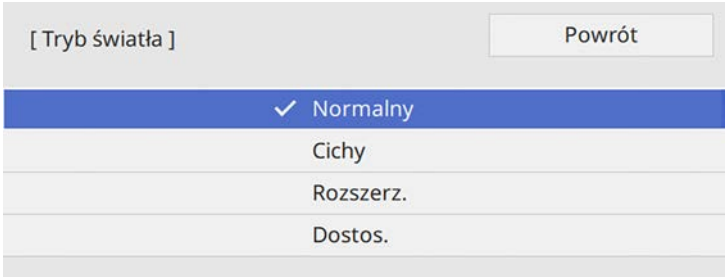 [ Tryb światła ]
Powrót
✓ Normalny
Cichy
Rozszerz.
Dostos.